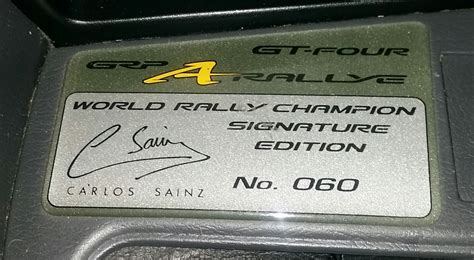 GT-FOUR
GRP A RALLYE
WORLD RALLY CHAMPION
SIGNATURE
EDITION
C Sainz
CARLOS SAINZ
No. 060